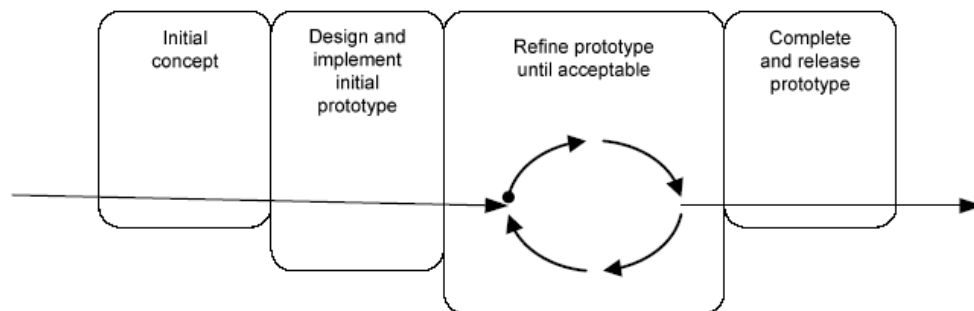 Initial
concept
Design and
implement
initial
prototype
Refine prototype
until acceptable
Complete
and release
prototype